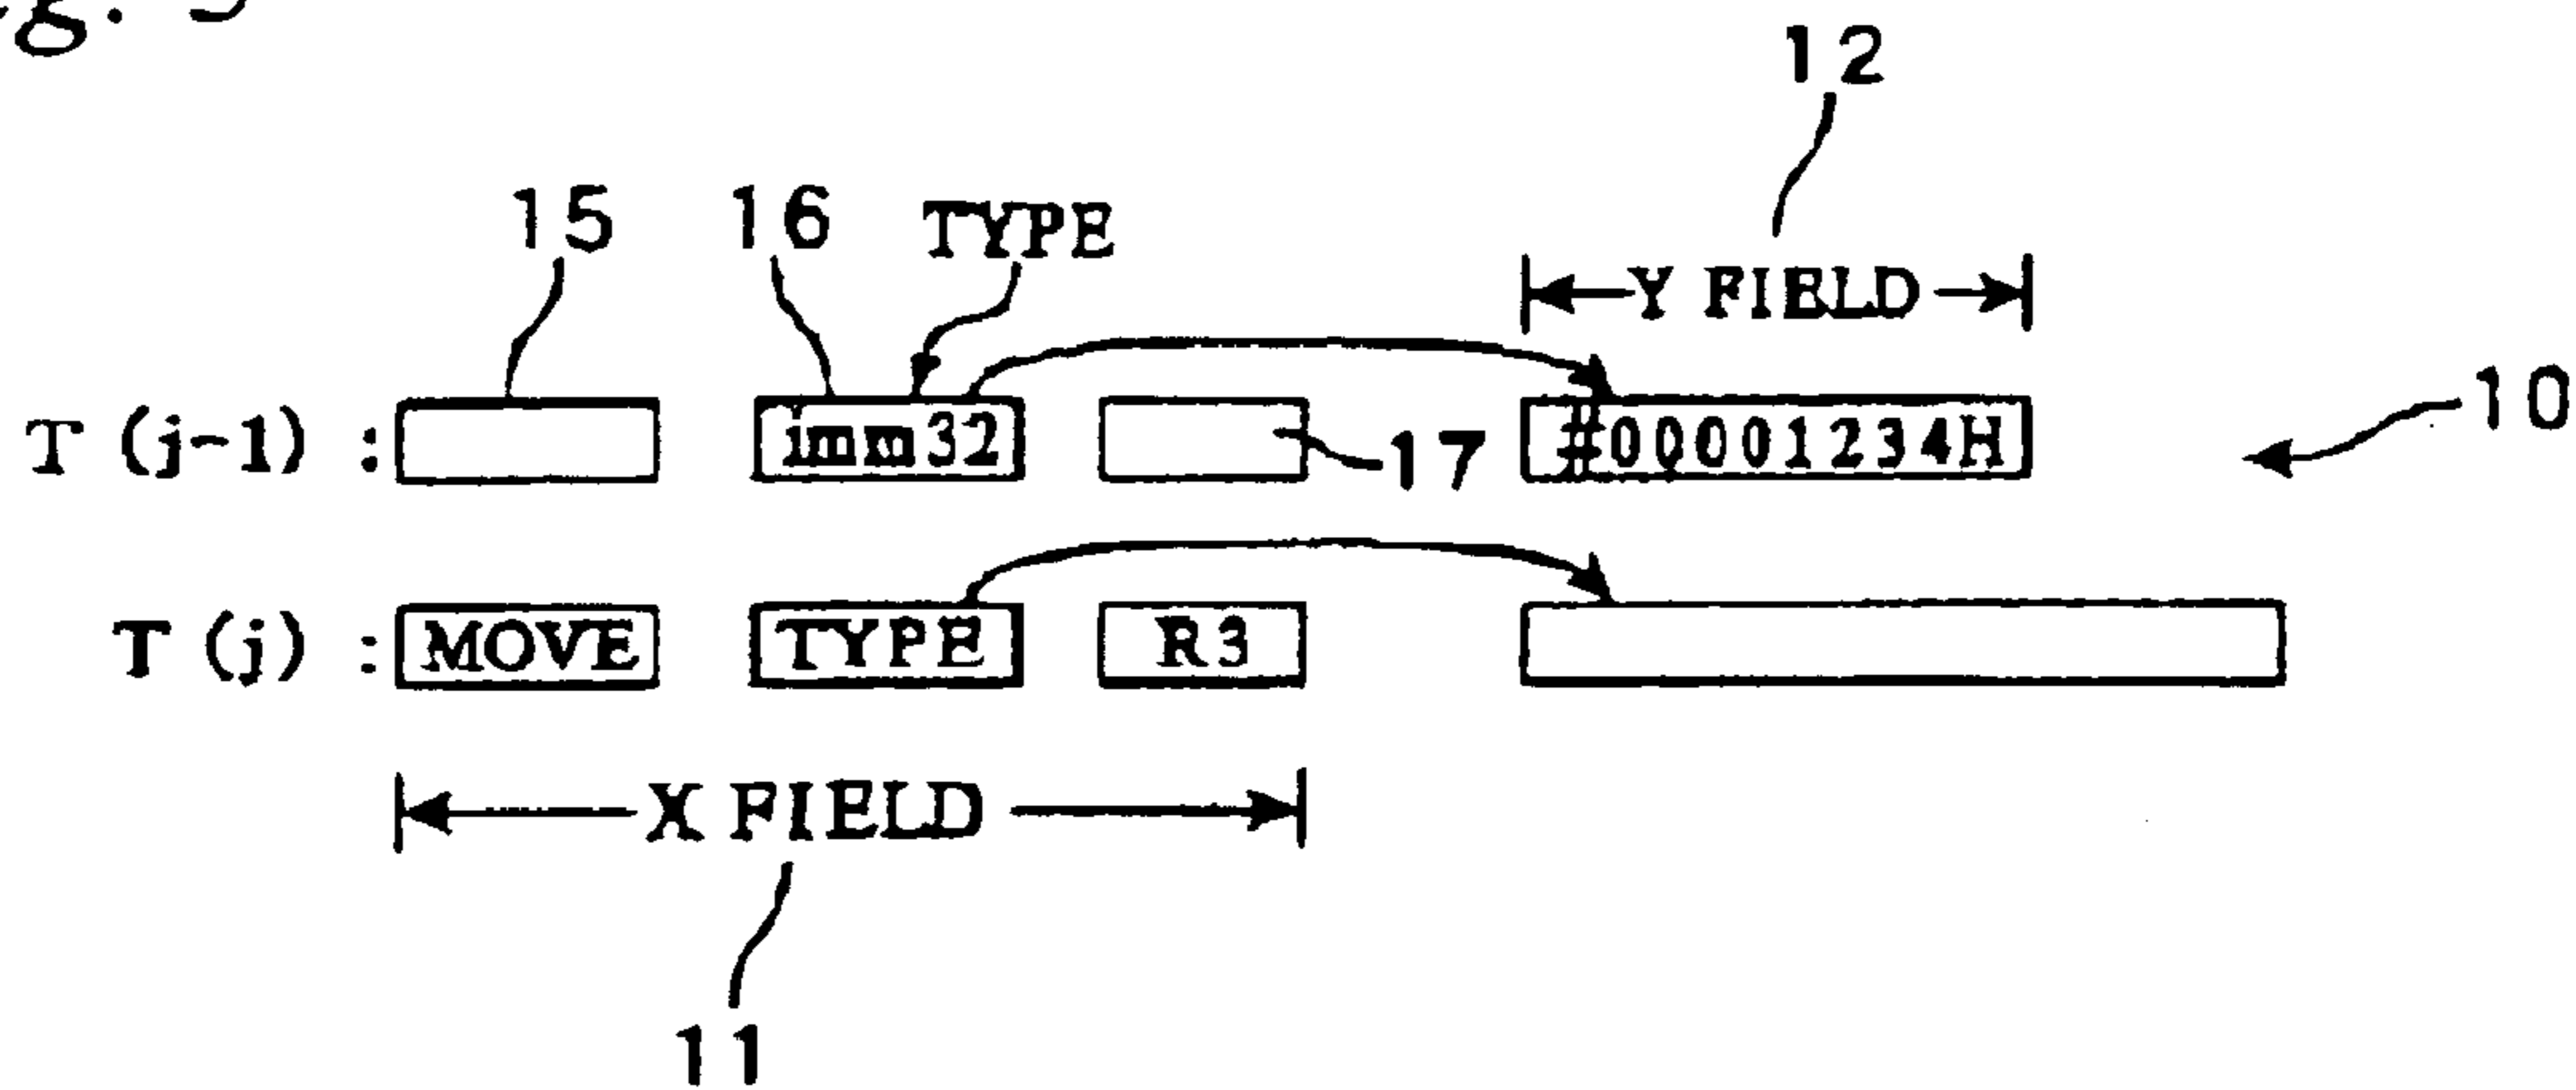 12
15 16 TYPE
Y FIELD
T (j-1) : imm32 17 #00001234H 10
T (j) : MOVE TYPE R3
X FIELD
11